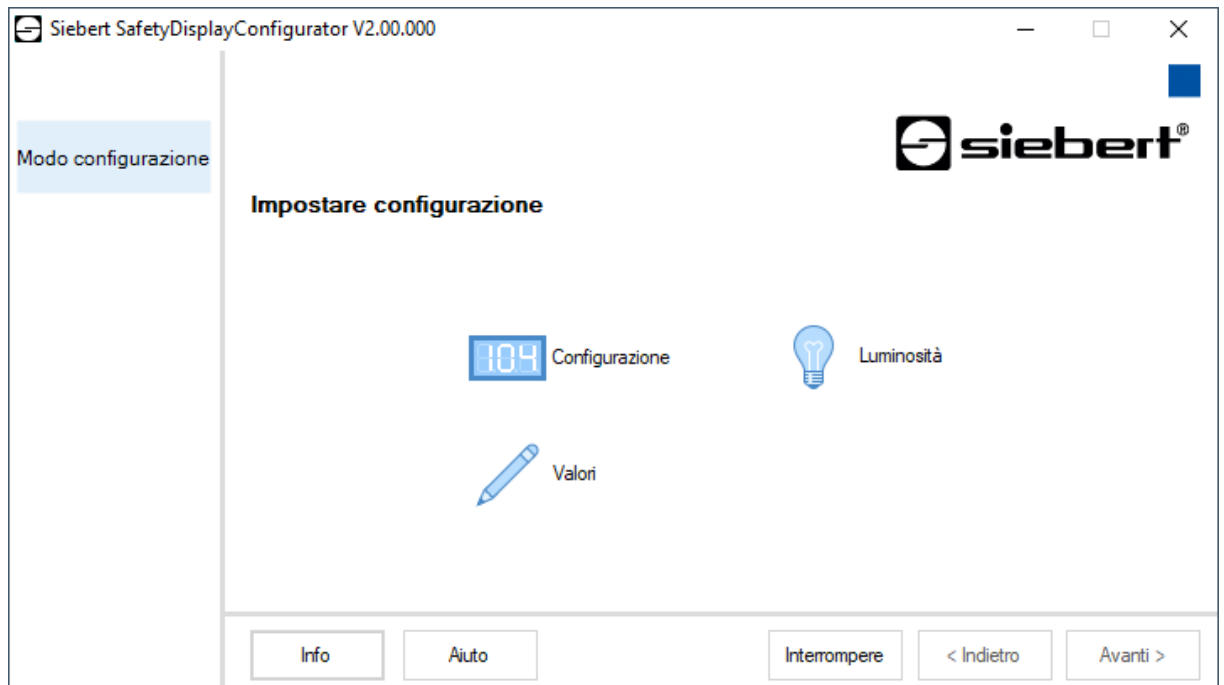 Siebert SafetyDisplayConfigurator V2.00.000
siebert®
Modo configurazione
Impostare configurazione
104 Configurazione
Luminosità
Valori
Info
Aiuto
Interrompere
< Indietro
Avanti >